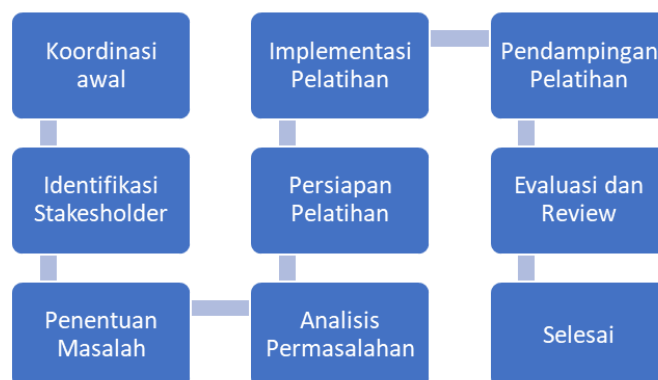 Koordinasi
awal
Identifikasi
Stakesholder
Penentuan
Masalah
Analisis
Permasalahan
Persiapan
Pelatihan
Implementasi
Pelatihan
Pendampingan
Pelatihan
Evaluasi dan
Review
Selesai